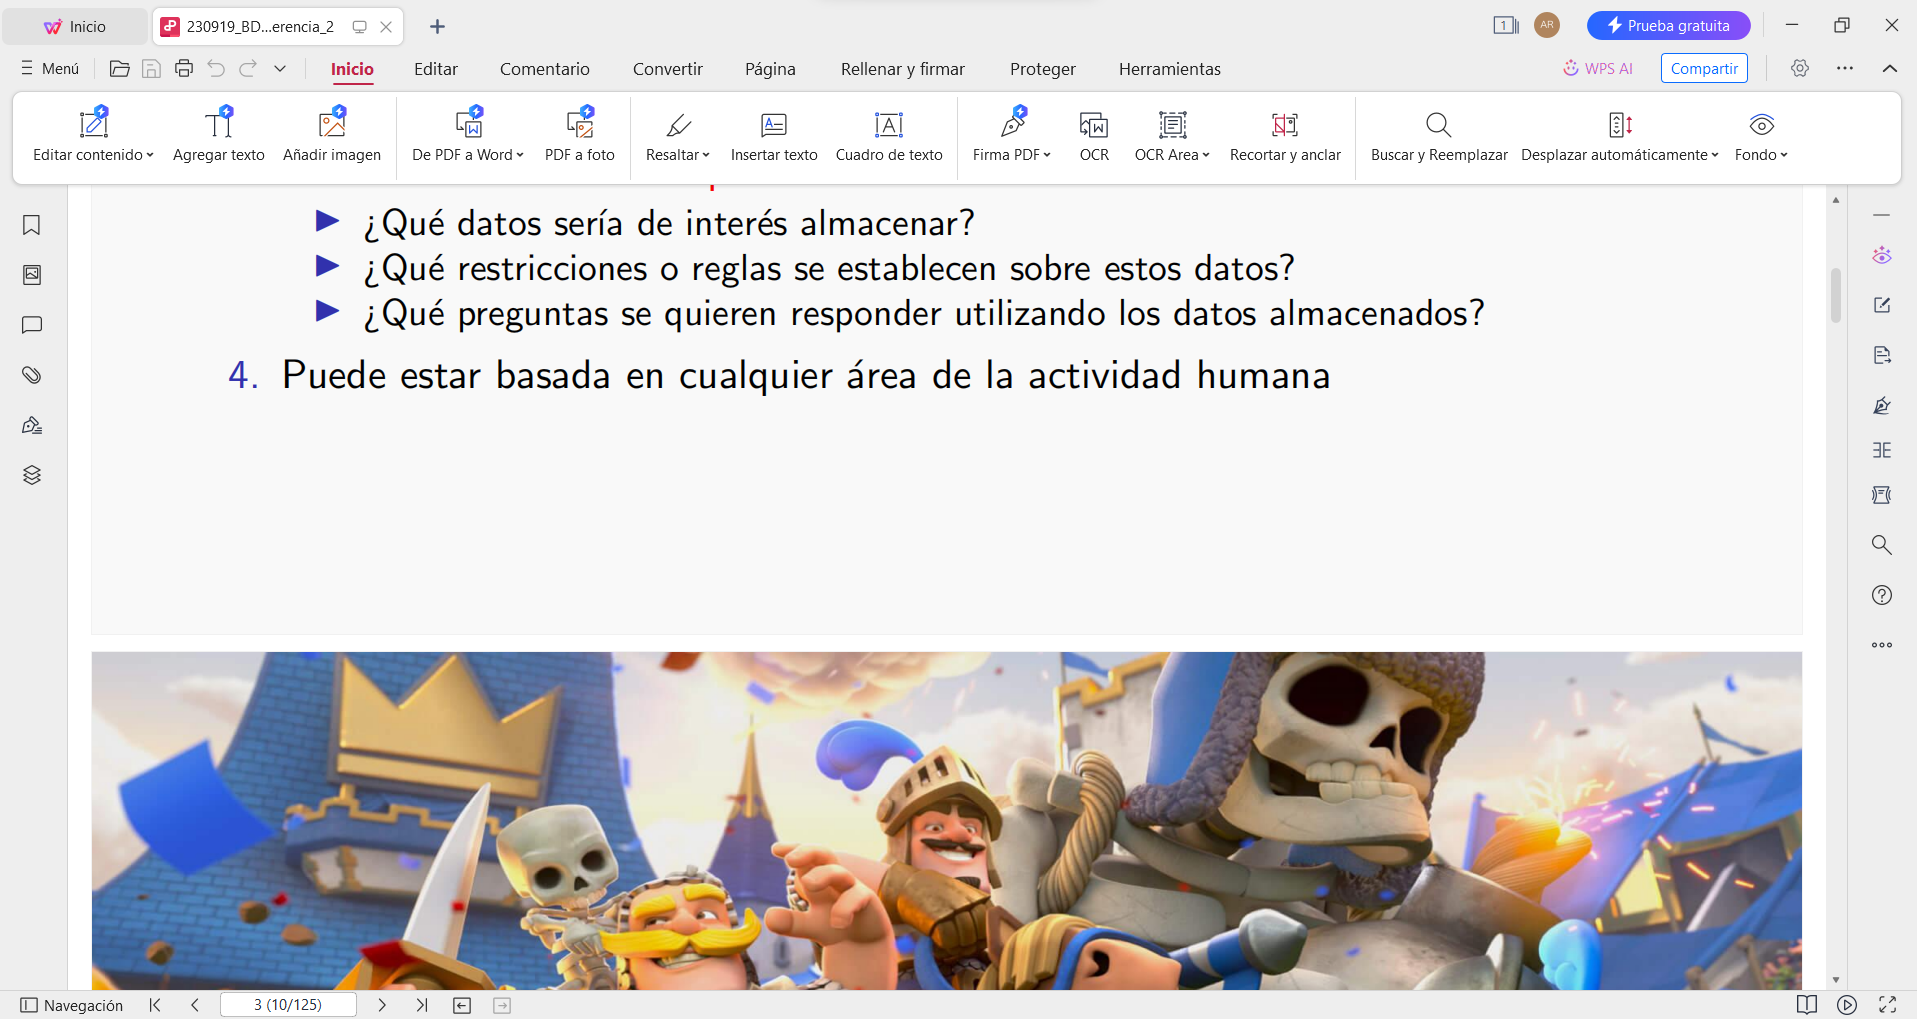 Inicio
230919_BD...erencia_2
1
AR
Prueba gratuita
Menú
Inicio
Editar
Comentario
Convertir
Página
Rellenar y firmar
Proteger
Herramientas
WPS AI
Compartir
Editar contenido
Agregar texto
Añadir imagen
De PDF a Word
PDF a foto
Resaltar
Insertar texto
Cuadro de texto
Firma PDF
OCR
OCR Area
Recortar y anclar
Buscar y Reemplazar
Desplazar automáticamente
Fondo
¿Qué datos sería de interés almacenar?
¿Qué restricciones o reglas se establecen sobre estos datos?
¿Qué preguntas se quieren responder utilizando los datos almacenados?
4. Puede estar basada en cualquier área de la actividad humana
Navegación
3 (10/125)